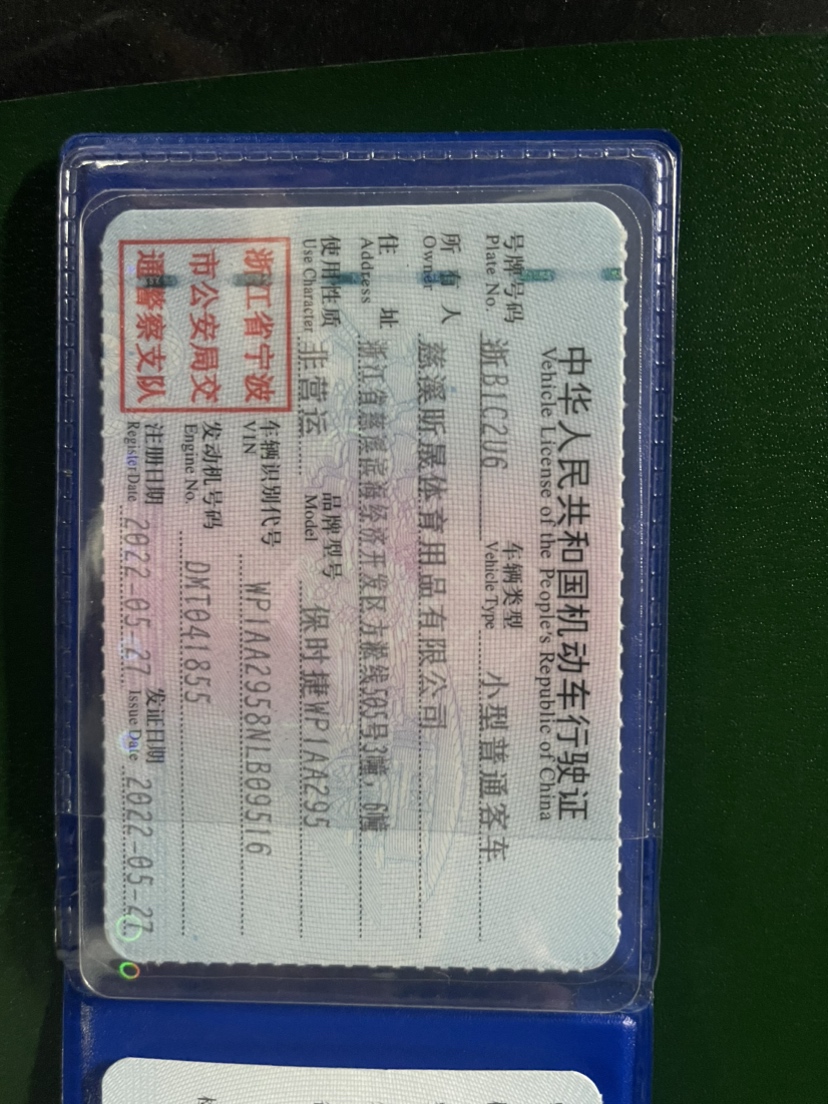 中华人民共和国机动车行驶证
Vehicle License of the People's Republic of China
号牌号码 浙B1C2U6 车辆类型 小型普通客车
Plate No. Vehicle Type
所有人 慈溪昕晟体育用品有限公司
Owner
住址 浙江省慈溪滨海经济开发区方淞线505号3幢，6幢
Address
使用性质 非营运 品牌型号 保时捷WP1AA295
Use Character Model
浙江省宁波
市公安局交
通警察支队
车辆识别代号 WP1AA2958NLB09516
VIN
发动机号码 DMT041855
Engine No.
注册日期 2022-05-27 发证日期 2022-05-27
Register Date Issue Date